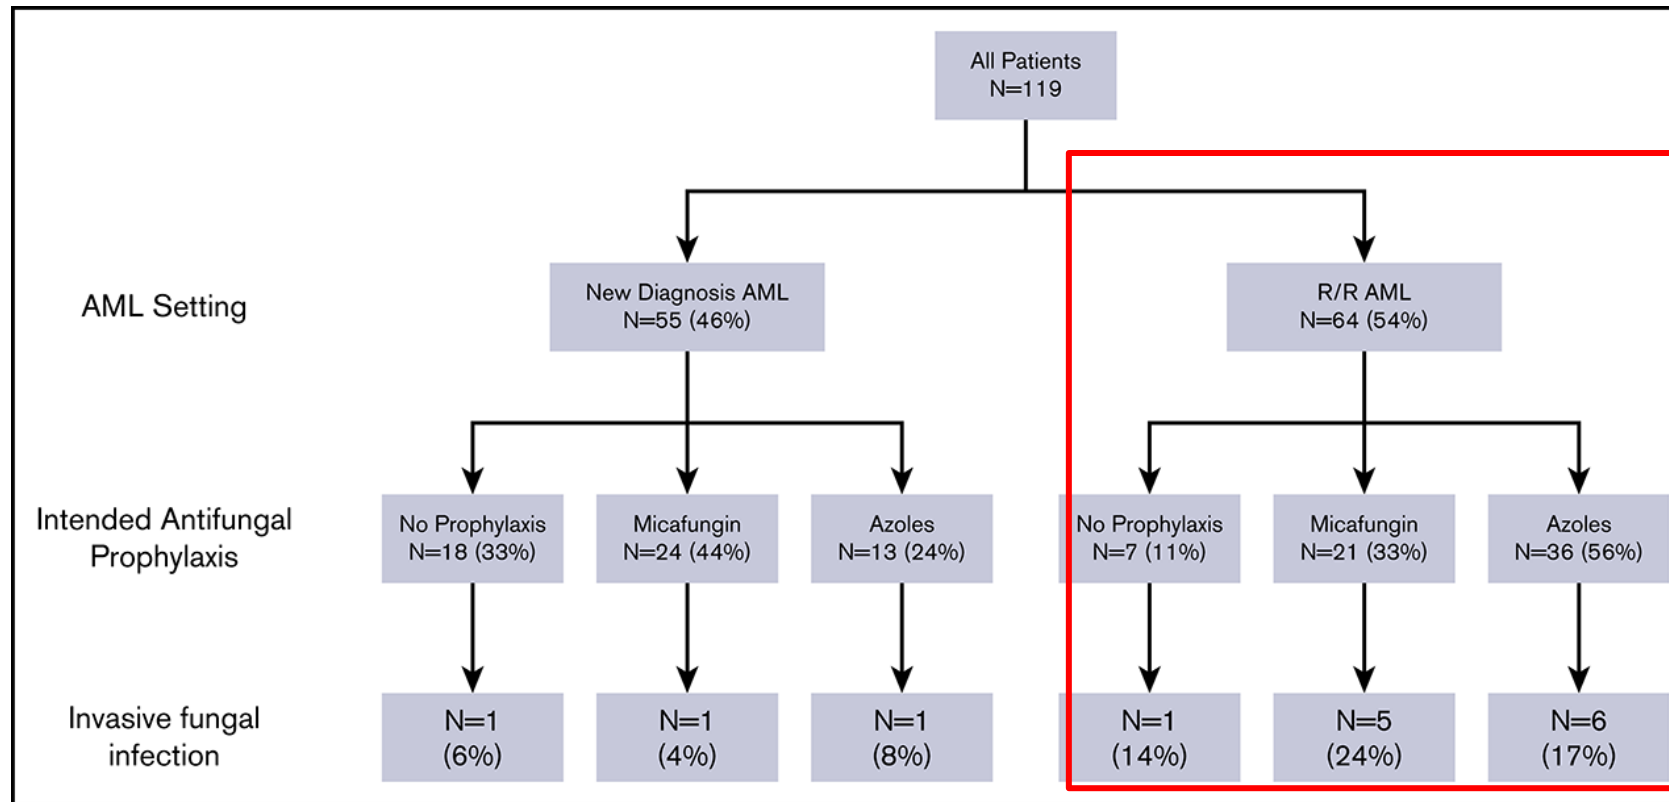 All Patients
N=119
AML Setting
New Diagnosis AML
N=55 (46%)
R/R AML
N=64 (54%)
Intended Antifungal
Prophylaxis
No Prophylaxis
N=18 (33%)
Micafungin
N=24 (44%)
Azoles
N=13 (24%)
No Prophylaxis
N=7 (11%)
Micafungin
N=21 (33%)
Azoles
N=36 (56%)
Invasive fungal
infection
N=1
(6%)
N=1
(4%)
N=1
(8%)
N=1
(14%)
N=5
(24%)
N=6
(17%)